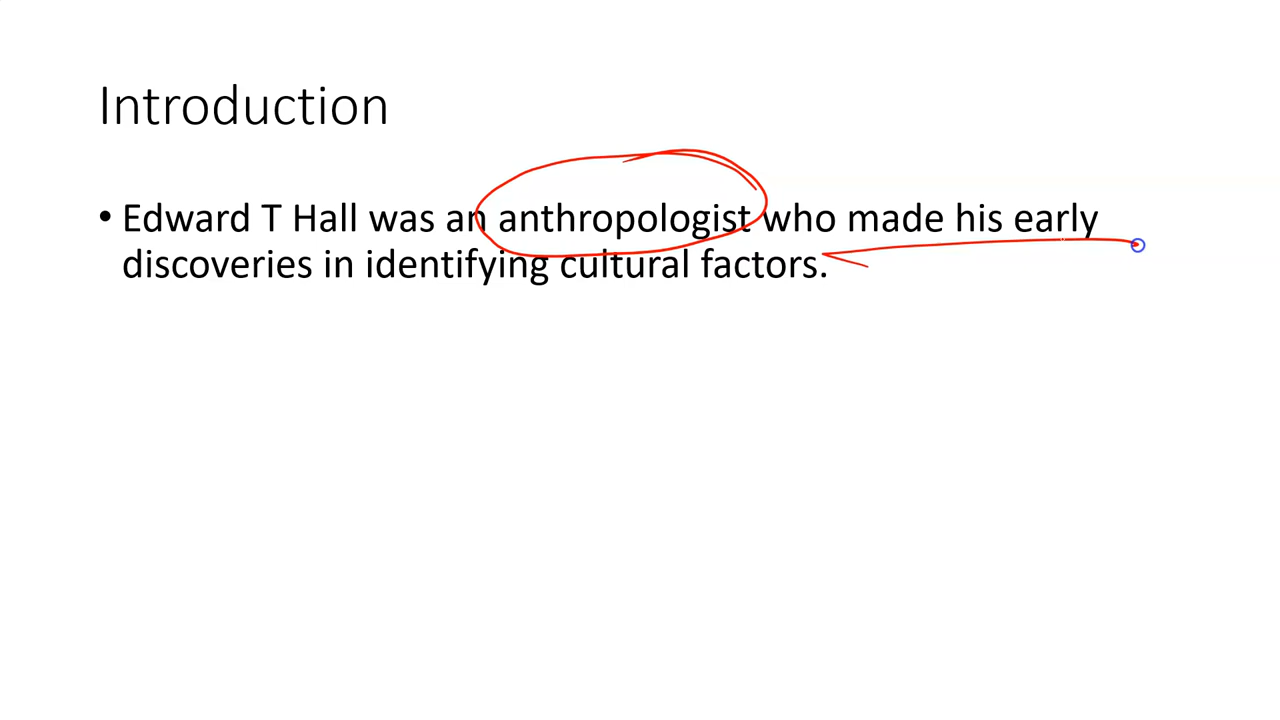 Introduction
• Edward T Hall was an anthropologist who made his early
discoveries in identifying cultural factors.